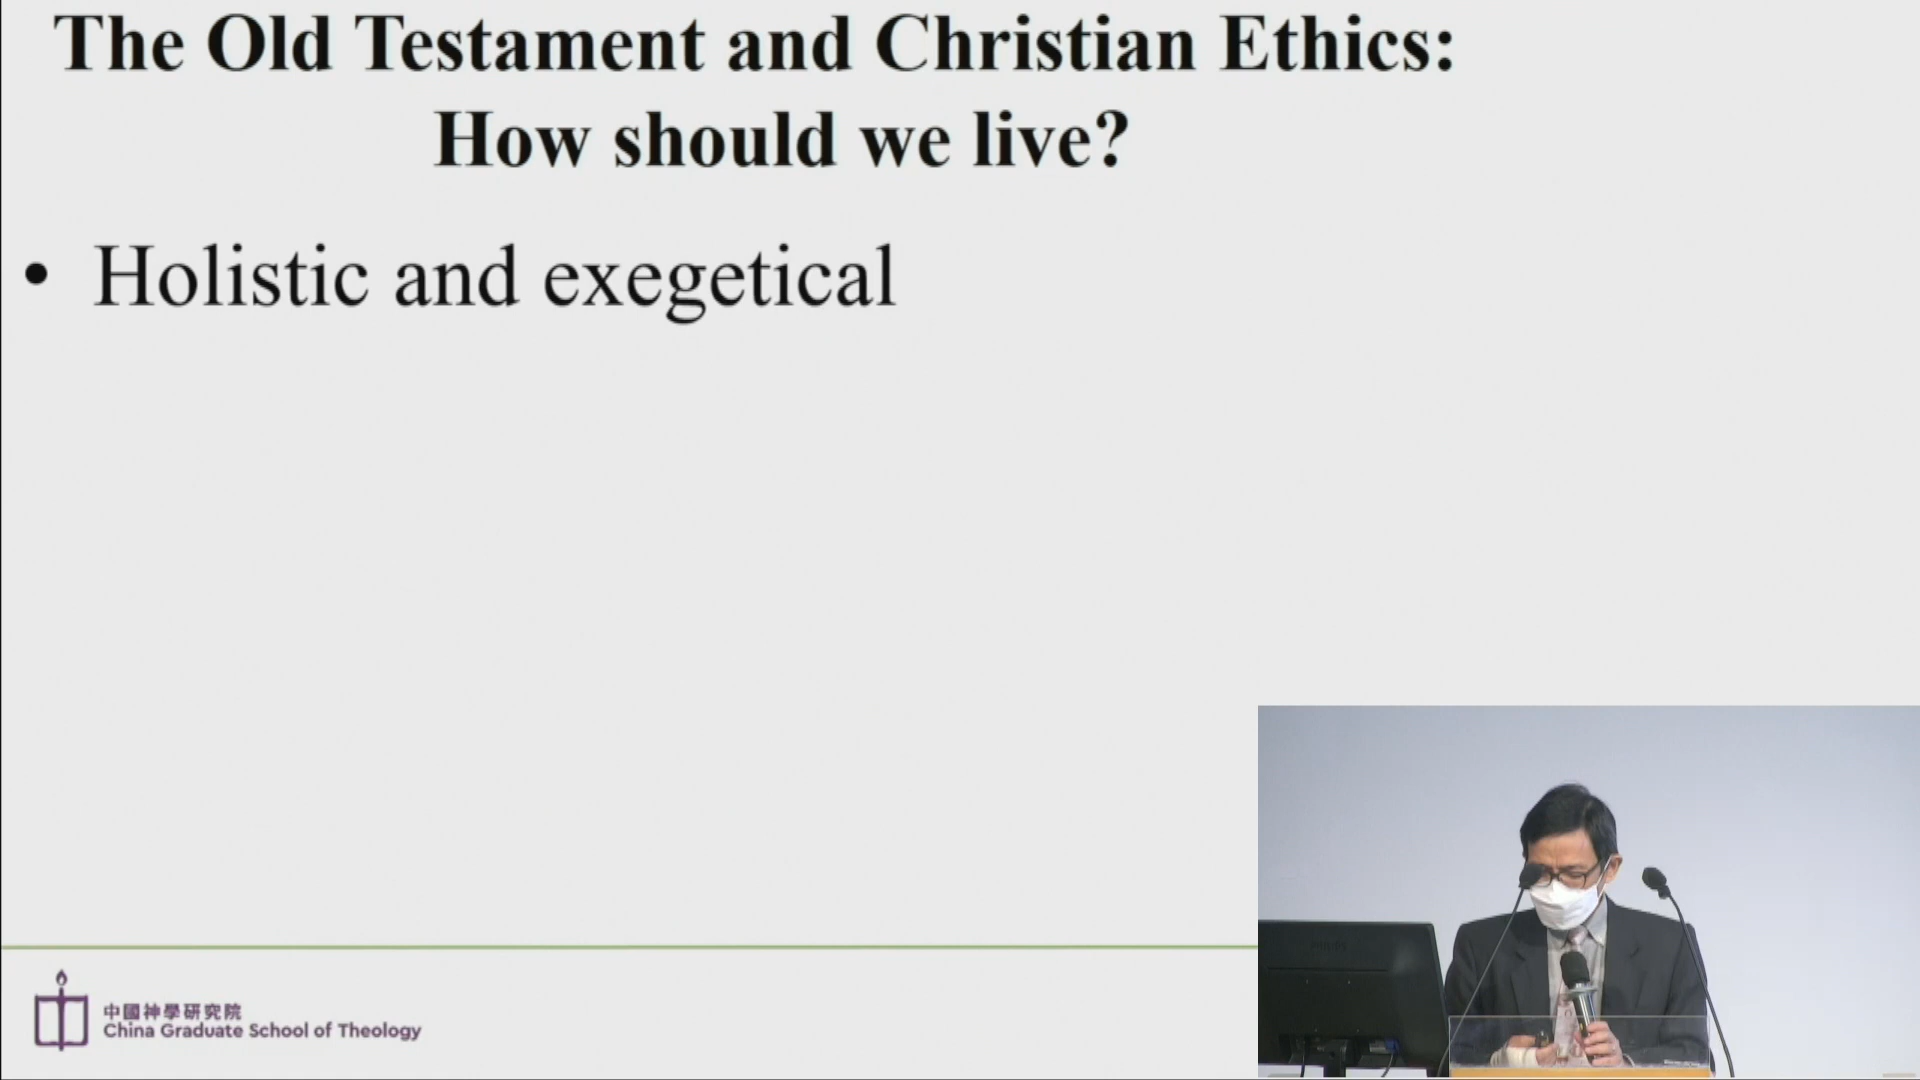 The Old Testament and Christian Ethics:
How should we live?
• Holistic and exegetical
中國神學研究院
China Graduate School of Theology
PHILIPS